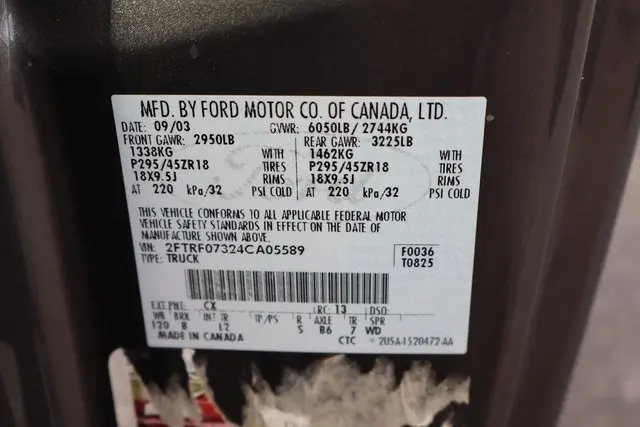 MFD. BY FORD MOTOR CO. OF CANADA, LTD.
DATE: 09/03 GVWR: 6050LB/ 2744KG
FRONT GAWR: 2950LB REAR GAWR: 3225LB
1338KG WITH 1462KG WITH
P295/45ZR18 TIRES P295/45ZR18 TIRES
18X9.5J RIMS 18X9.5J RIMS
AT 220 kPa/32 PSI COLD AT 220 kPa/32 PSI COLD
THIS VEHICLE CONFORMS TO ALL APPLICABLE FEDERAL MOTOR
VEHICLE SAFETY STANDARDS IN EFFECT ON THE DATE OF
MANUFACTURE SHOWN ABOVE.
VIN: 2FTRF07324CA05589 F0036
TYPE: TRUCK T0825
EXT PNT: CX RC: 13 DSO:
WB BRK INT TR TP/PS R AXLE TR SPR
120 B L2 5 B6 7 WD
MADE IN CANADA CTC 2U5A-1520472-AA